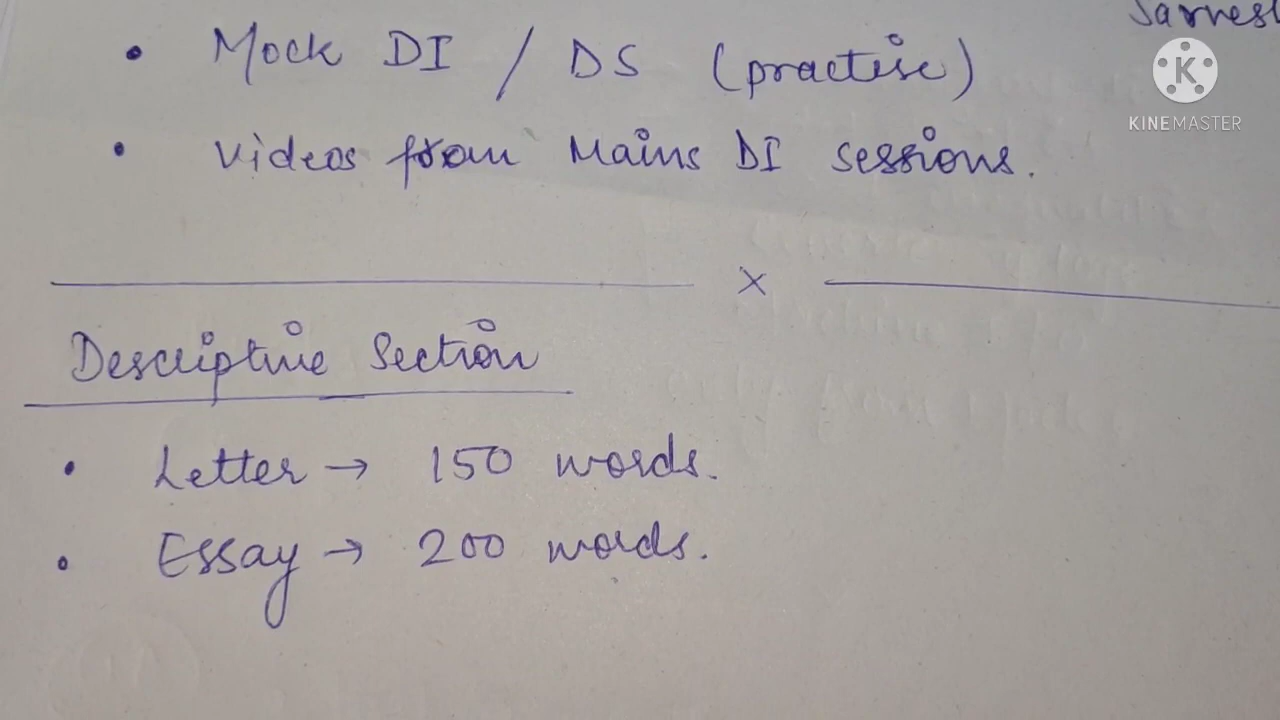 • Mock DI / DS (practise)
KINEMASTER
• Videos from Mains DI sessions.
x
Descriptive Section
• Letter → 150 words.
• Essay → 200 words.